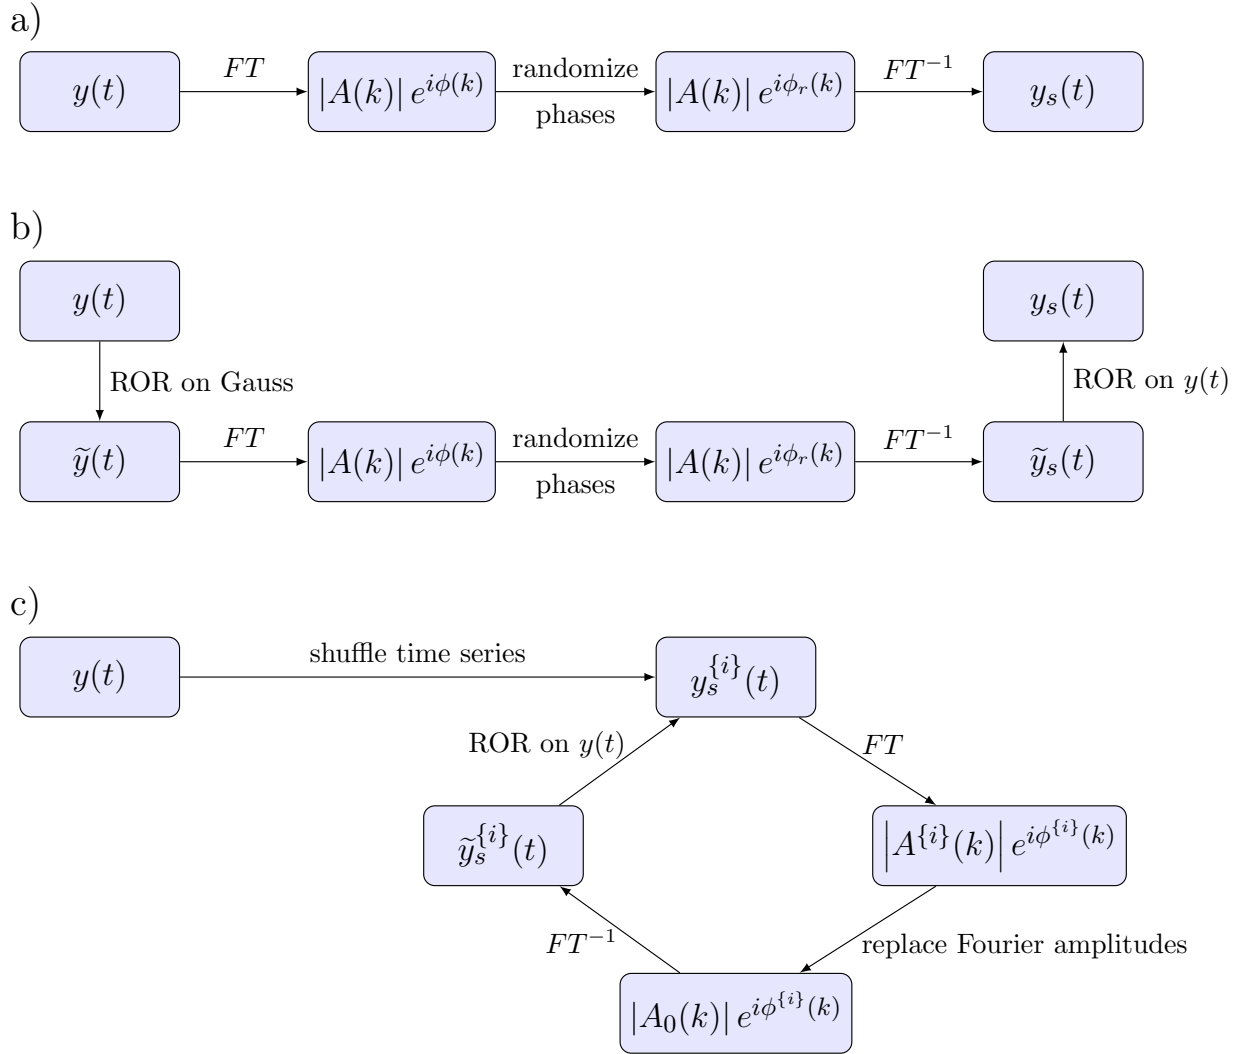 a)
y(t)
FT
|A(k)| e^{iϕ(k)}
randomize
phases
|A(k)| e^{iϕ_r(k)}
FT^{−1}
y_s(t)
b)
y(t)
ROR on Gauss
ỹ(t)
FT
|A(k)| e^{iϕ(k)}
randomize
phases
|A(k)| e^{iϕ_r(k)}
FT^{−1}
ỹ_s(t)
ROR on y(t)
y_s(t)
c)
y(t)
shuffle time series
y_s^{{i}}(t)
FT
|A^{{i}}(k)| e^{iϕ^{{i}}(k)}
replace Fourier amplitudes
|A_0(k)| e^{iϕ^{{i}}(k)}
FT^{−1}
ỹ_s^{{i}}(t)
ROR on y(t)